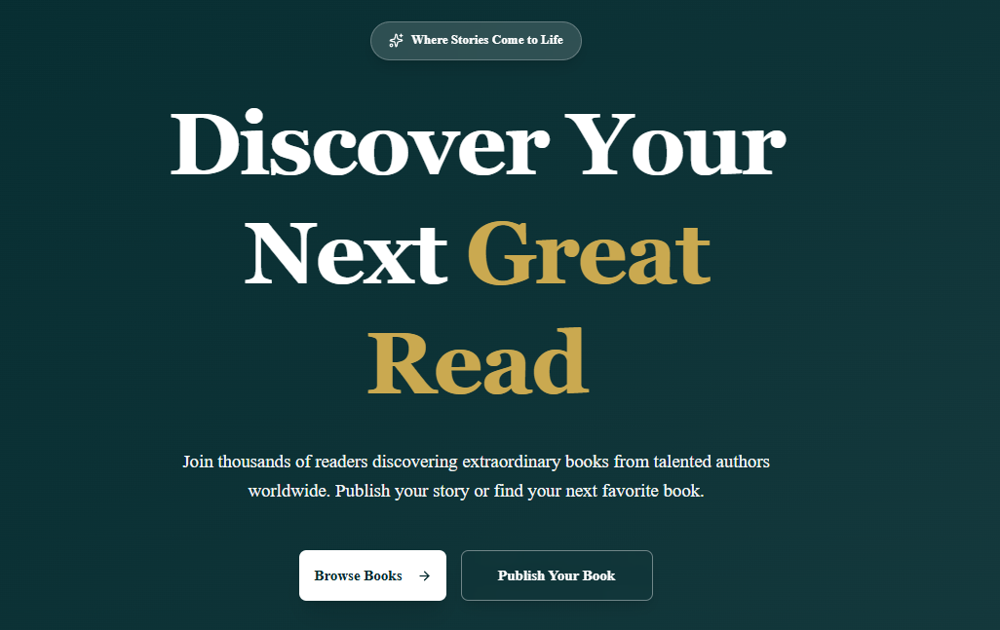 Where Stories Come to Life
Discover Your
Next Great
Read
Join thousands of readers discovering extraordinary books from talented authors
worldwide. Publish your story or find your next favorite book.
Browse Books
Publish Your Book